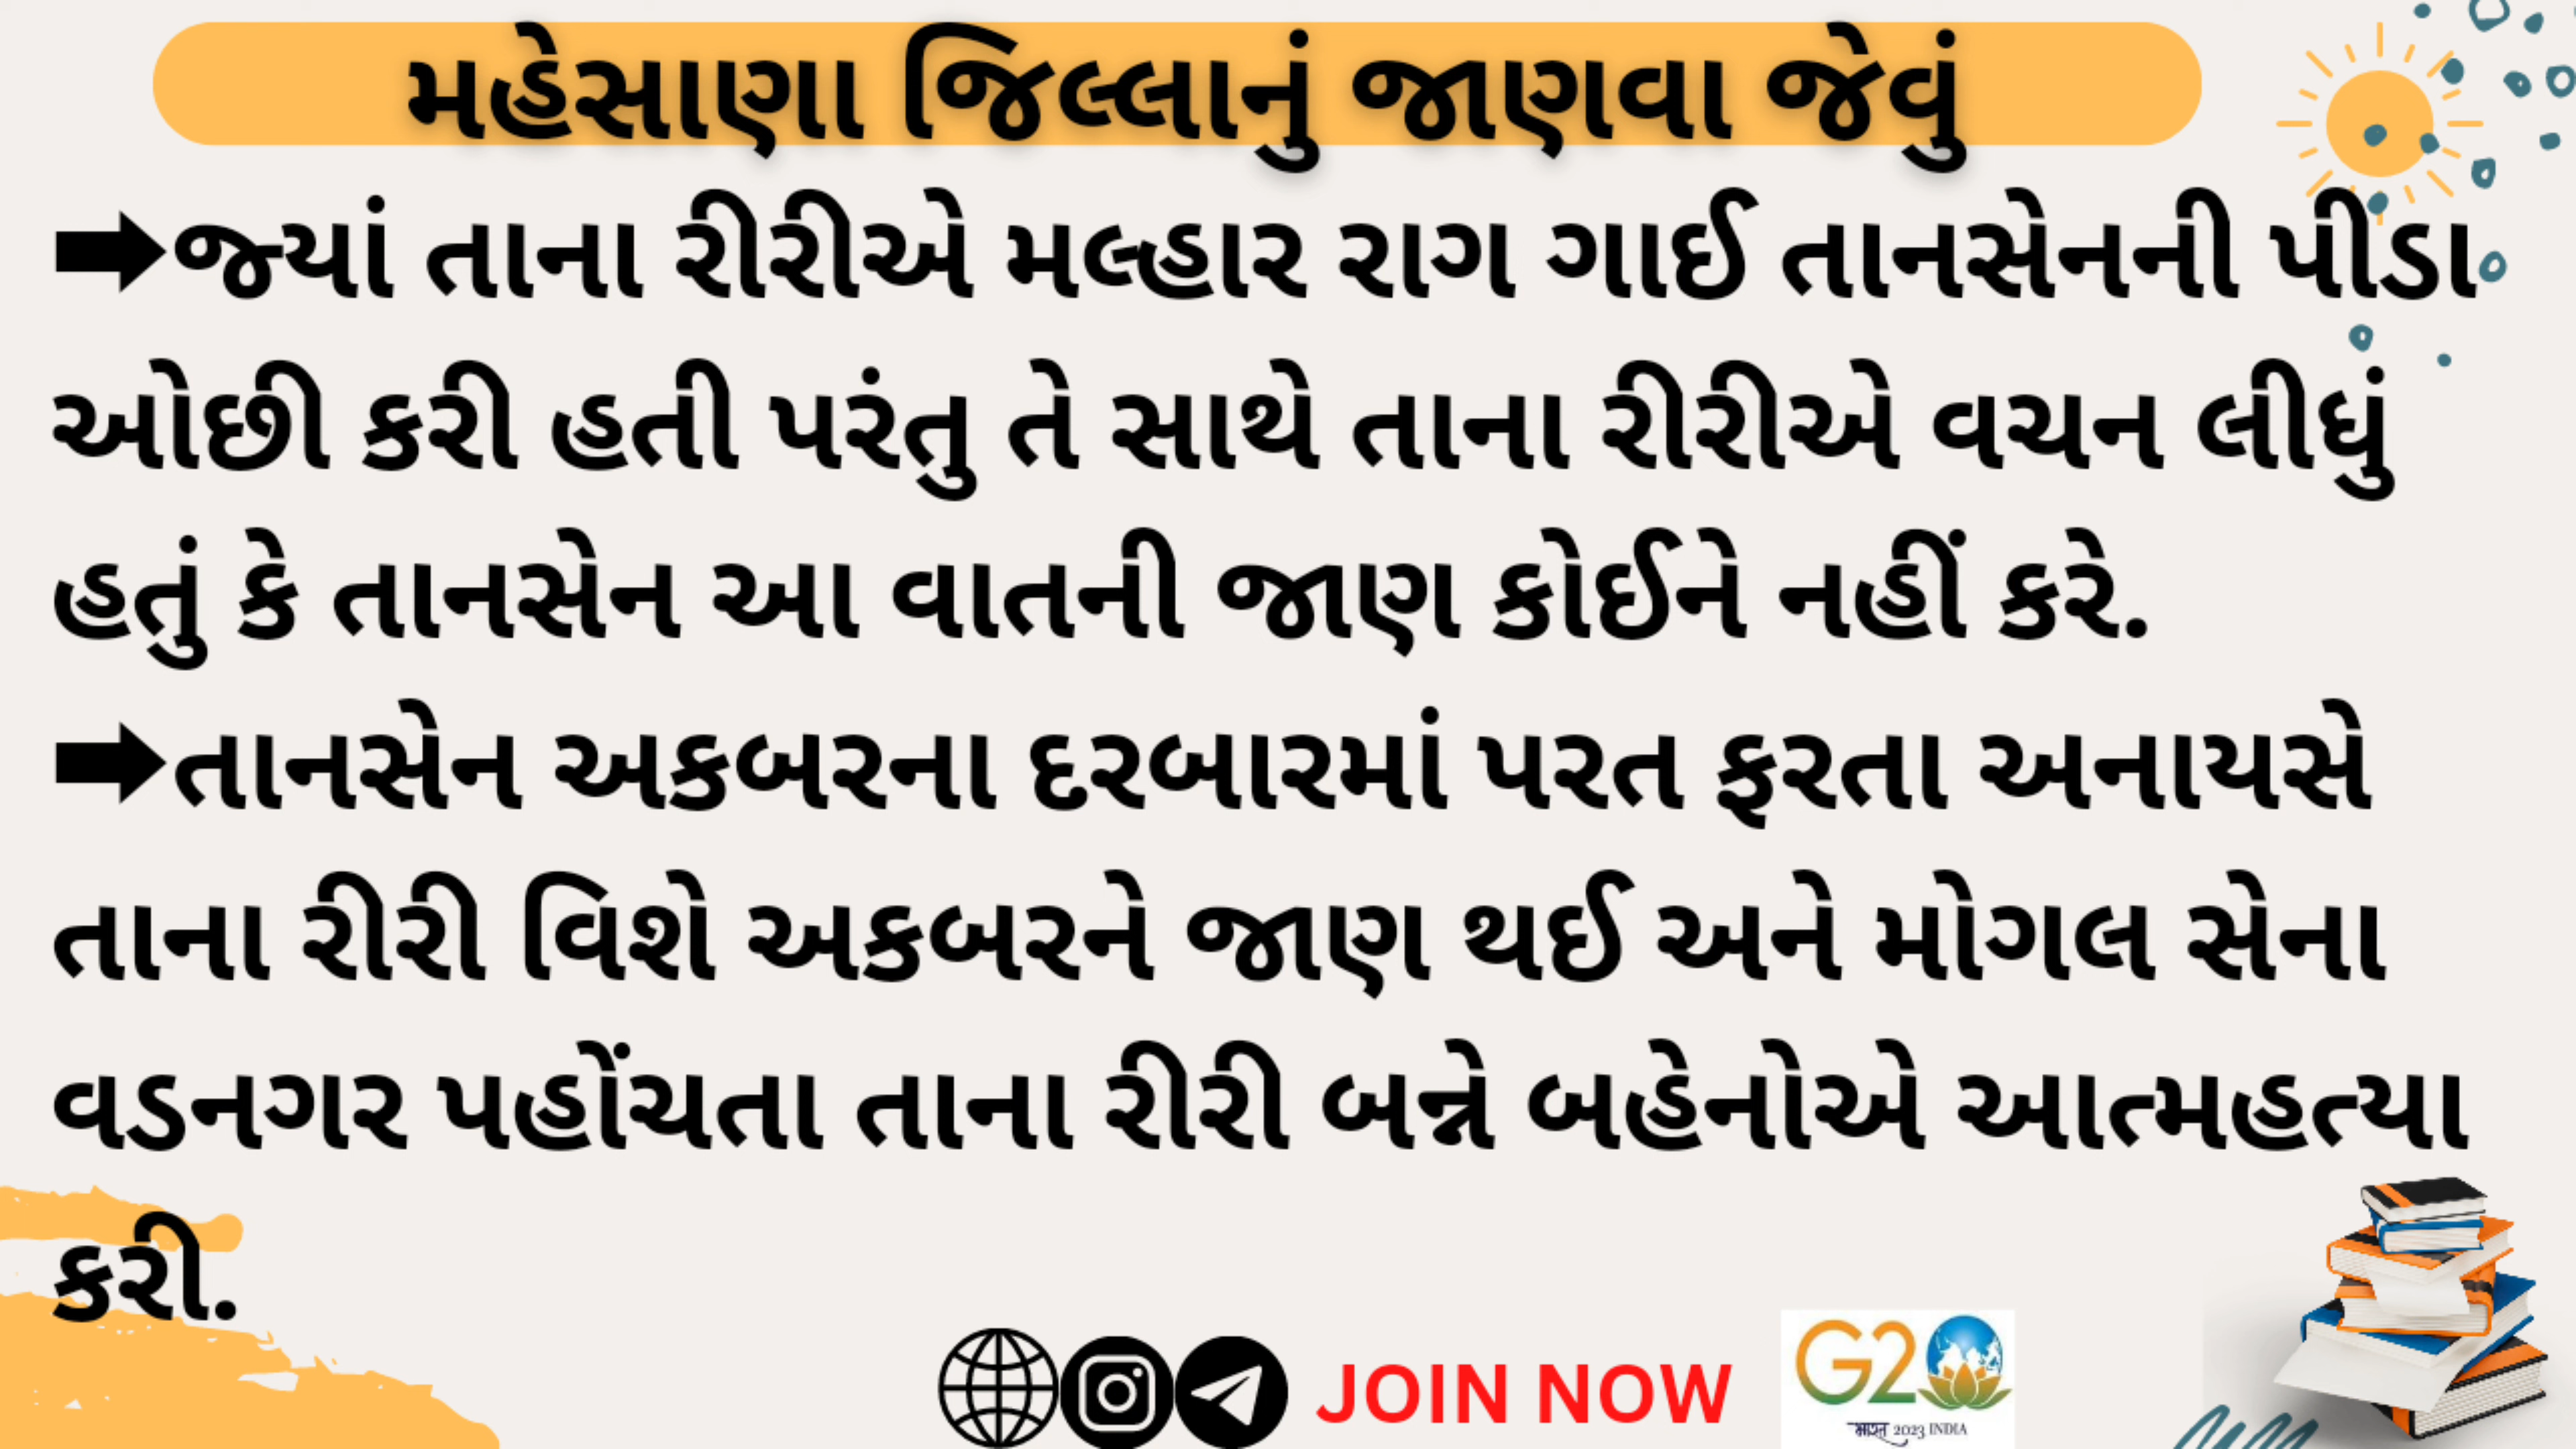 મહેસાણા જિલ્લાનું જાણવા જેવું
➡જ્યાં તાના રીરીએ મલ્હાર રાગ ગાઈ તાનસેનની પીડા
ઓછી કરી હતી પરંતુ તે સાથે તાના રીરીએ વચન લીધું
હતું કે તાનસેન આ વાતની જાણ કોઈને નહીં કરે.
➡તાનસેન અકબરના દરબારમાં પરત ફરતા અનાયસે
તાના રીરી વિશે અકબરને જાણ થઈ અને મોગલ સેના
વડનગર પહોંચતા તાના રીરી બન્ને બહેનોએ આત્મહત્યા
કરી.
JOIN NOW
G20
भारत 2023 INDIA